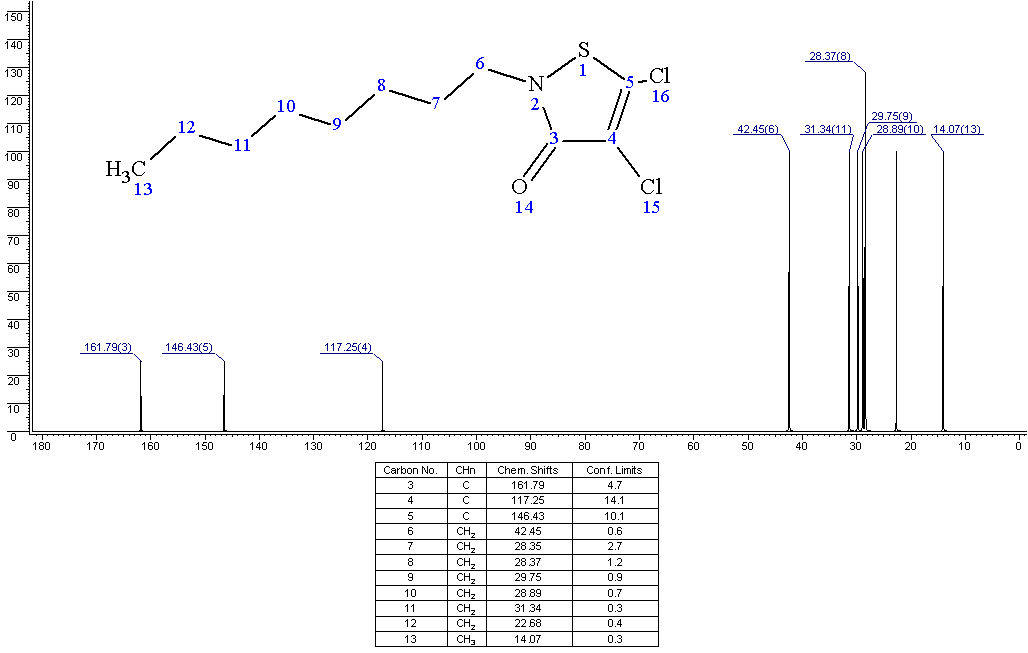 150
140
130
120
110
100
90
80
70
60
50
40
30
20
10
0
S
1
6
5
Cl
16
N
2
8
7
10
9
12
11
3
4
H3C
13
O
14
Cl
15
28.37(8)
29.75(9)
42.45(6)
31.34(11)
28.89(10)
14.07(13)
161.79(3)
146.43(5)
117.25(4)
180 170 160 150 140 130 120 110 100 90 80 70 60 50 40 30 20 10 0
Carbon No. CHn Chem. Shifts Conf. Limits
3 C 161.79 4.7
4 C 117.25 14.1
5 C 146.43 10.1
6 CH2 42.45 0.6
7 CH2 28.35 2.7
8 CH2 28.37 1.2
9 CH2 29.75 0.9
10 CH2 28.89 0.7
11 CH2 31.34 0.3
12 CH2 22.68 0.4
13 CH3 14.07 0.3